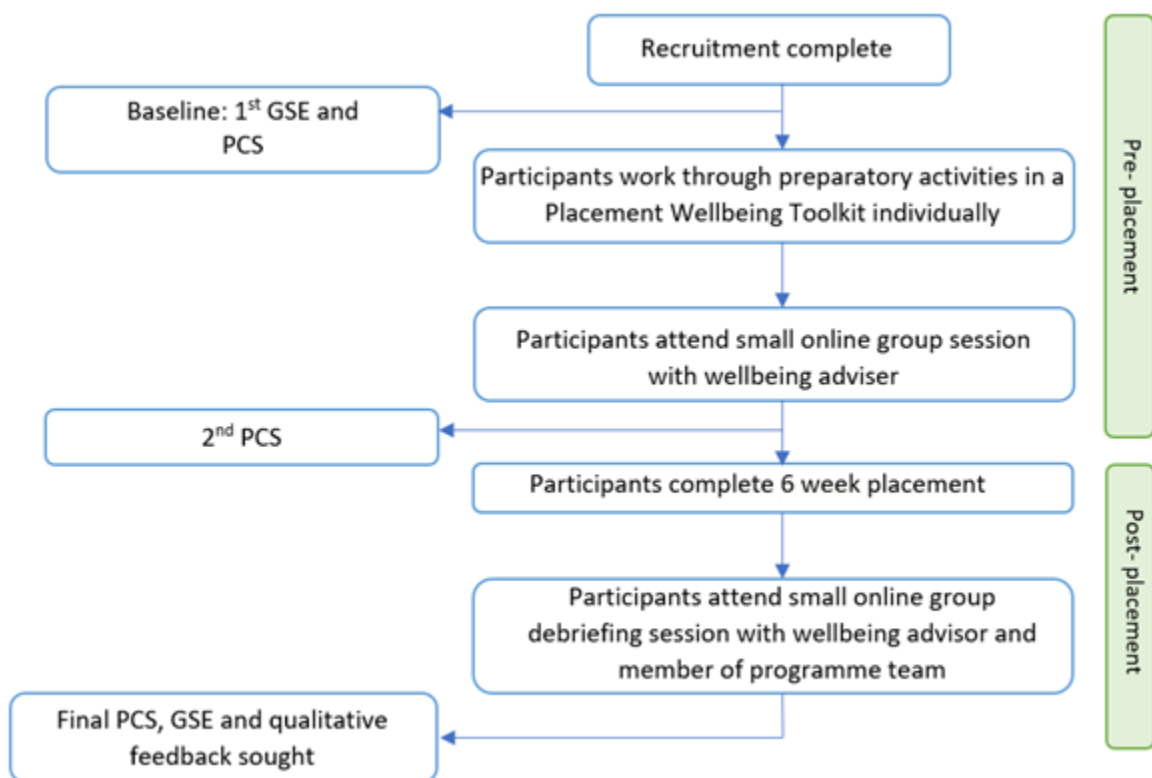 Recruitment complete
Baseline: 1st GSE and
PCS
Participants work through preparatory activities in a
Placement Wellbeing Toolkit individually
Participants attend small online group session
with wellbeing adviser
2nd PCS
Pre- placement
Participants complete 6 week placement
Participants attend small online group
debriefing session with wellbeing advisor and
member of programme team
Final PCS, GSE and qualitative
feedback sought
Post- placement